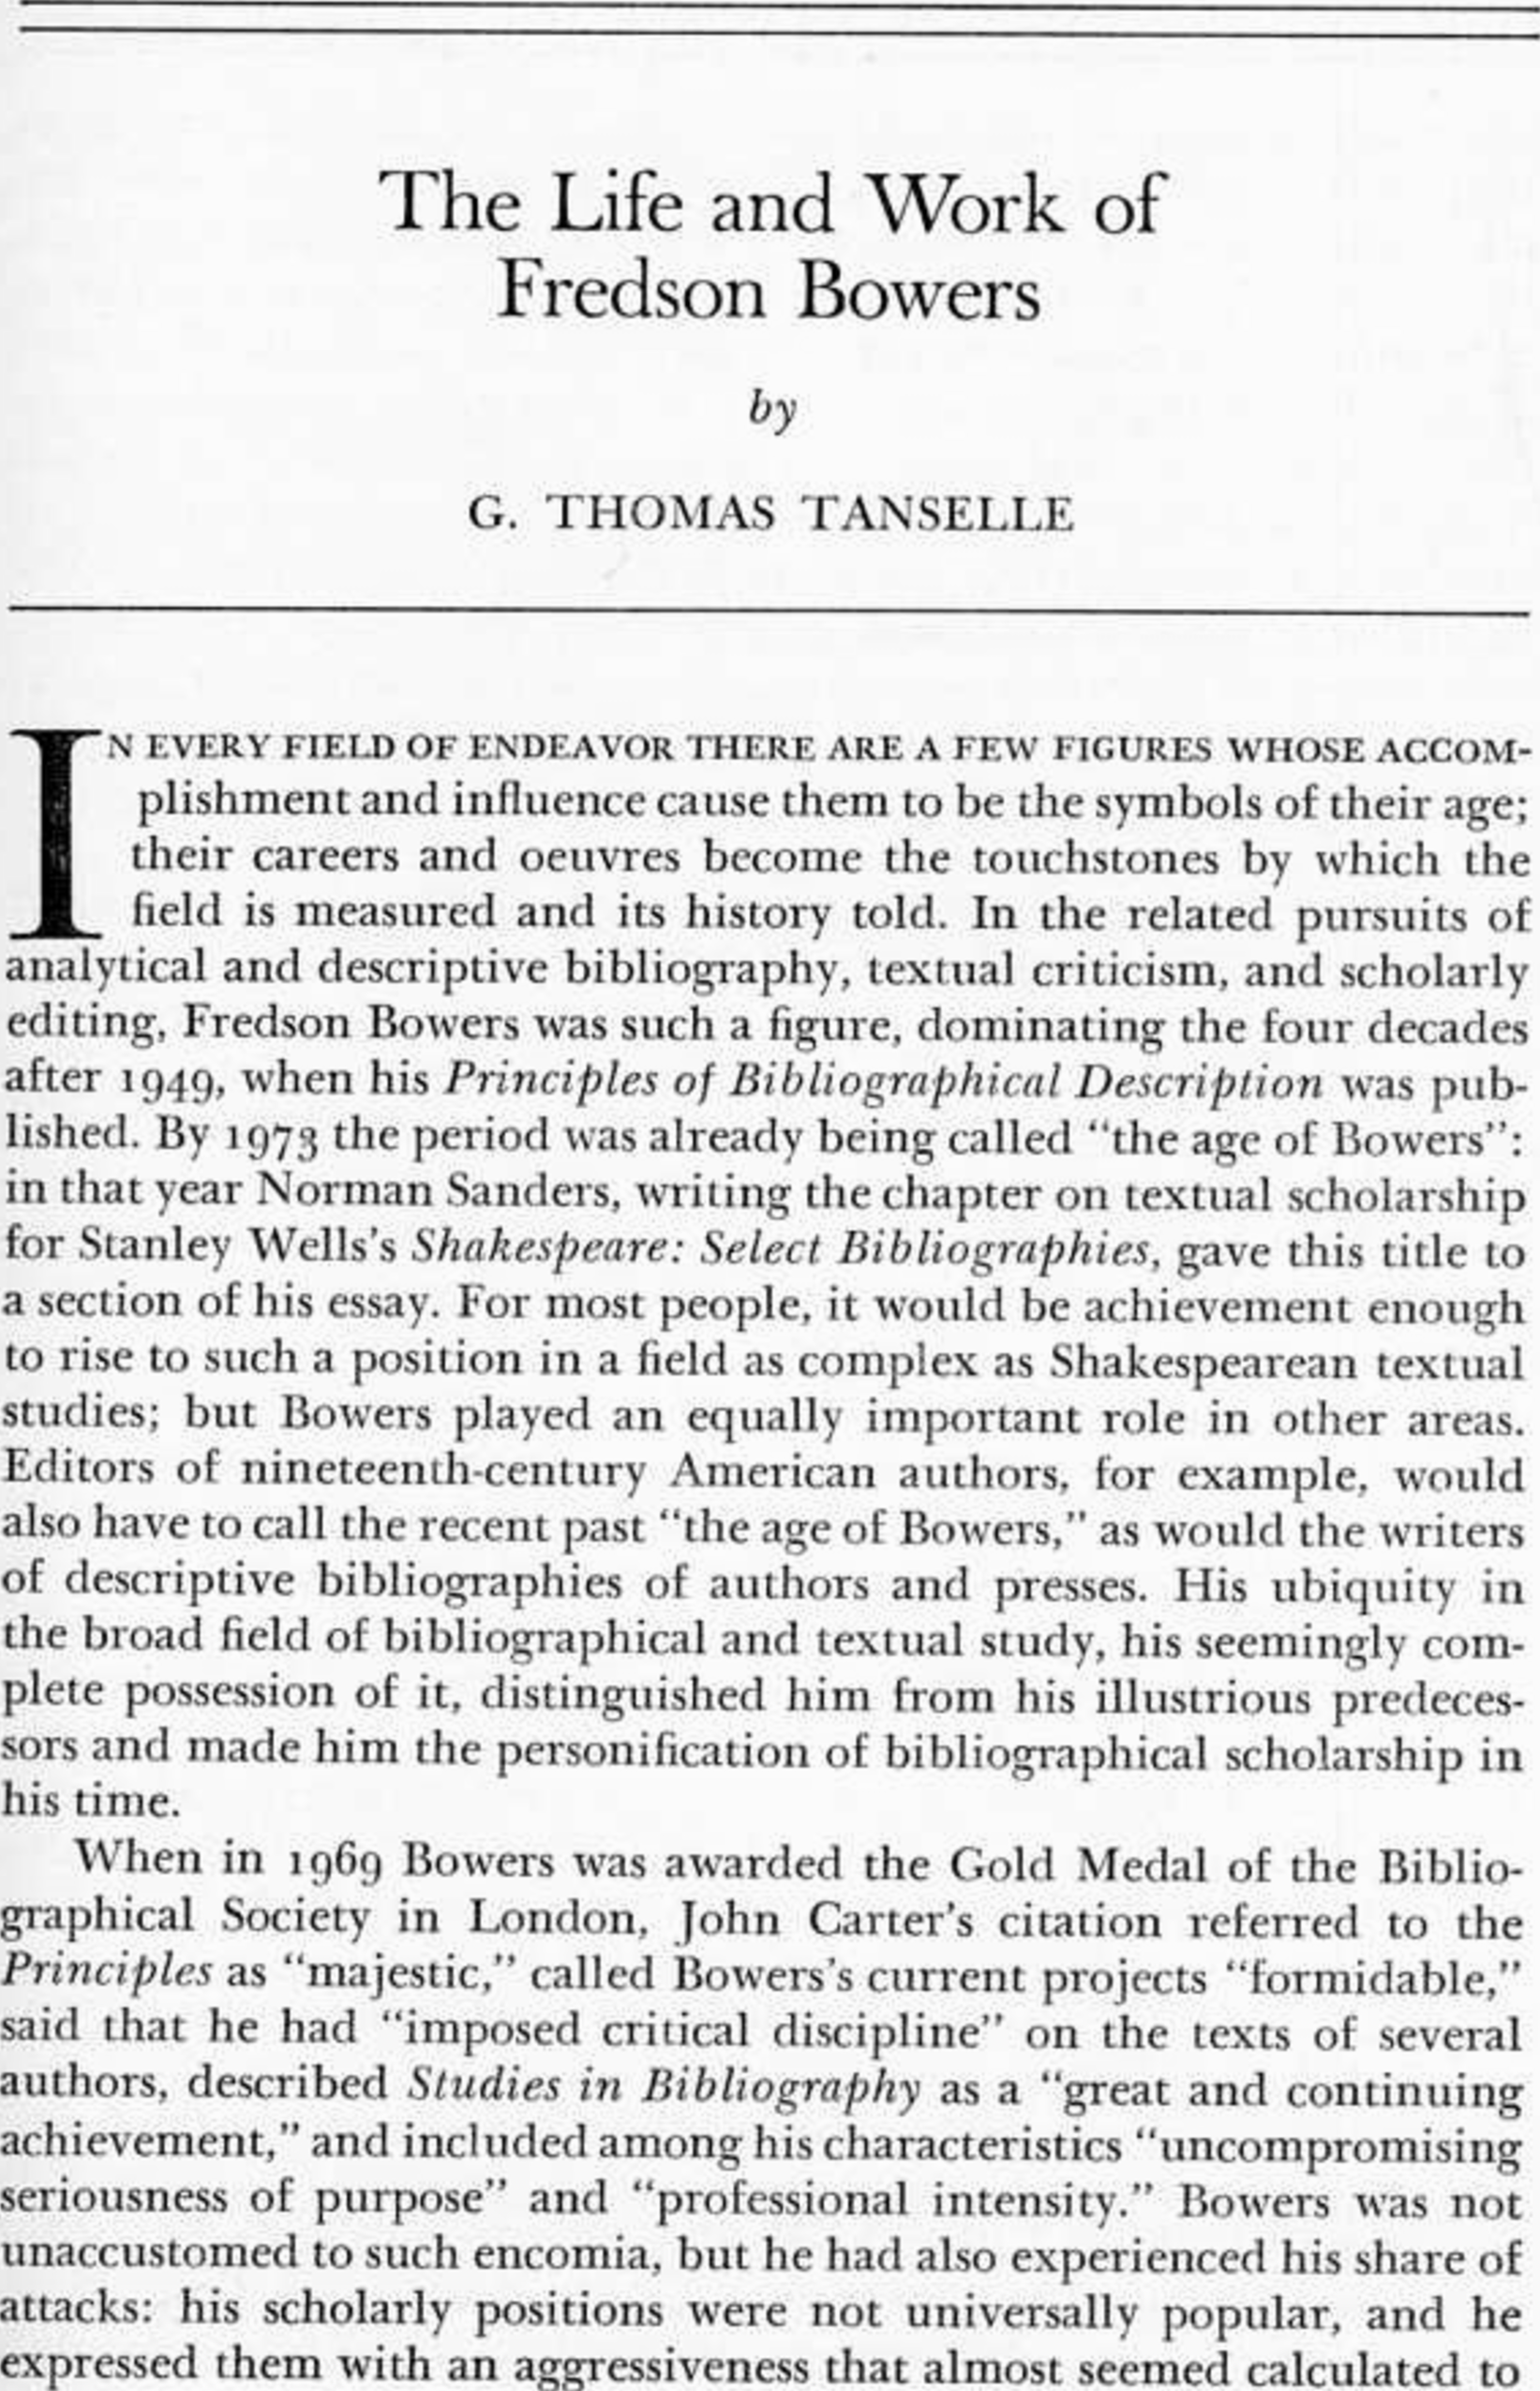 The Life and Work of
Fredson Bowers
by
G. THOMAS TANSELLE
IN EVERY FIELD OF ENDEAVOR THERE ARE A FEW FIGURES WHOSE ACCOM-
plishment and influence cause them to be the symbols of their age;
their careers and oeuvres become the touchstones by which the
field is measured and its history told. In the related pursuits of
analytical and descriptive bibliography, textual criticism, and scholarly
editing, Fredson Bowers was such a figure, dominating the four decades
after 1949, when his Principles of Bibliographical Description was pub-
lished. By 1973 the period was already being called “the age of Bowers”:
in that year Norman Sanders, writing the chapter on textual scholarship
for Stanley Wells's Shakespeare: Select Bibliographies, gave this title to
a section of his essay. For most people, it would be achievement enough
to rise to such a position in a field as complex as Shakespearean textual
studies; but Bowers played an equally important role in other areas.
Editors of nineteenth-century American authors, for example, would
also have to call the recent past “the age of Bowers,” as would the writers
of descriptive bibliographies of authors and presses. His ubiquity in
the broad field of bibliographical and textual study, his seemingly com-
plete possession of it, distinguished him from his illustrious predeces-
sors and made him the personification of bibliographical scholarship in
his time.
When in 1969 Bowers was awarded the Gold Medal of the Biblio-
graphical Society in London, John Carter's citation referred to the
Principles as “majestic,” called Bowers's current projects “formidable,”
said that he had “imposed critical discipline” on the texts of several
authors, described Studies in Bibliography as a “great and continuing
achievement,” and included among his characteristics “uncompromising
seriousness of purpose” and “professional intensity.” Bowers was not
unaccustomed to such encomia, but he had also experienced his share of
attacks: his scholarly positions were not universally popular, and he
expressed them with an aggressiveness that almost seemed calculated to